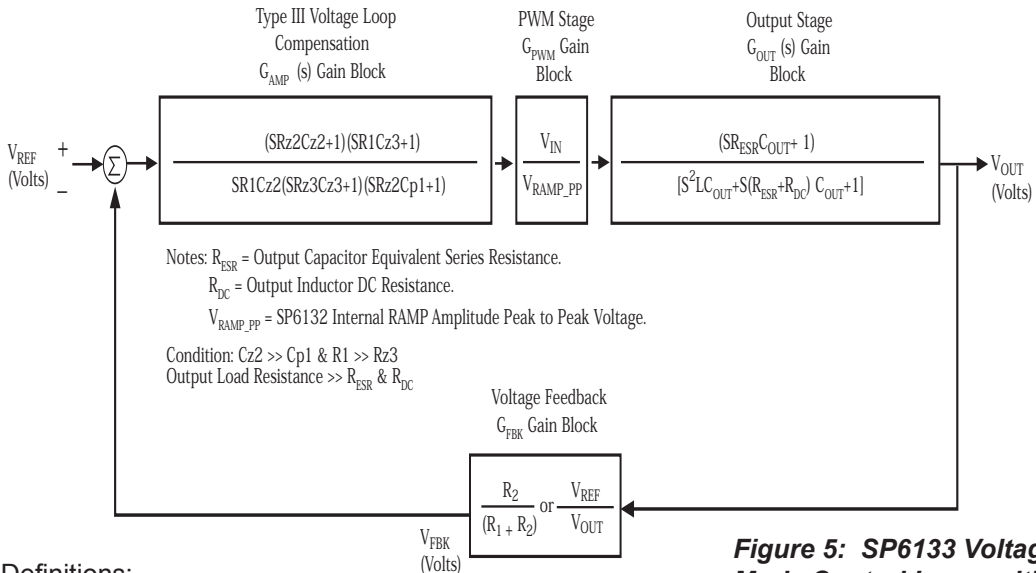 Type III Voltage Loop
Compensation
G_AMP (s) Gain Block
PWM Stage
G_PWM Gain
Block
Output Stage
G_OUT (s) Gain
Block
V_REF
(Volts)
+
–
Σ
(SRz2Cz2+1)(SR1Cz3+1)
SR1Cz2(SRz3Cz3+1)(SRz2Cp1+1)
V_IN
V_RAMP_PP
(SR_ESR C_OUT+ 1)
[S^2LC_OUT+S(R_ESR+R_DC) C_OUT+1]
V_OUT
(Volts)
Notes: R_ESR = Output Capacitor Equivalent Series Resistance.
R_DC = Output Inductor DC Resistance.
V_RAMP_PP = SP6132 Internal RAMP Amplitude Peak to Peak Voltage.
Condition: Cz2 >> Cp1 & R1 >> Rz3
Output Load Resistance >> R_ESR & R_DC
Voltage Feedback
G_FBK Gain Block
R_2
(R_1 + R_2)
or
V_REF
V_OUT
V_FBK
(Volts)
Figure 5: SP6133 Voltag
Definitions: